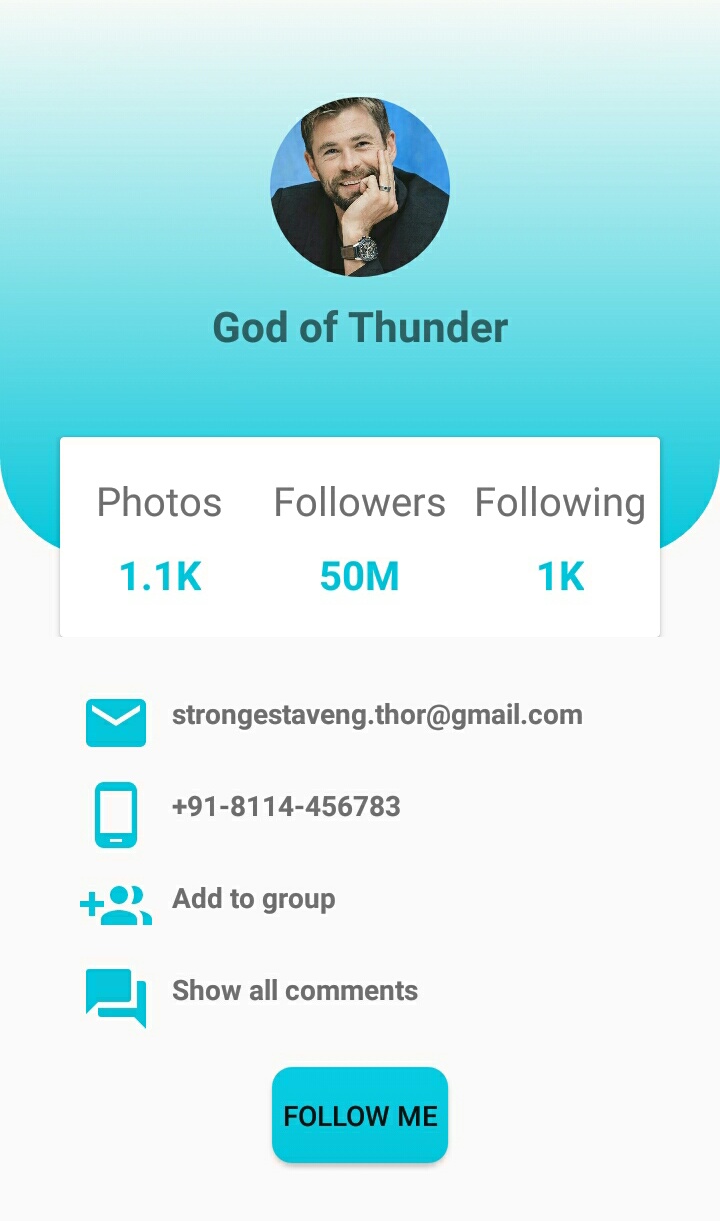 God of Thunder
Photos Followers Following
1.1K 50M 1K
strongestaveng.thor@gmail.com
+91-8114-456783
Add to group
Show all comments
FOLLOW ME